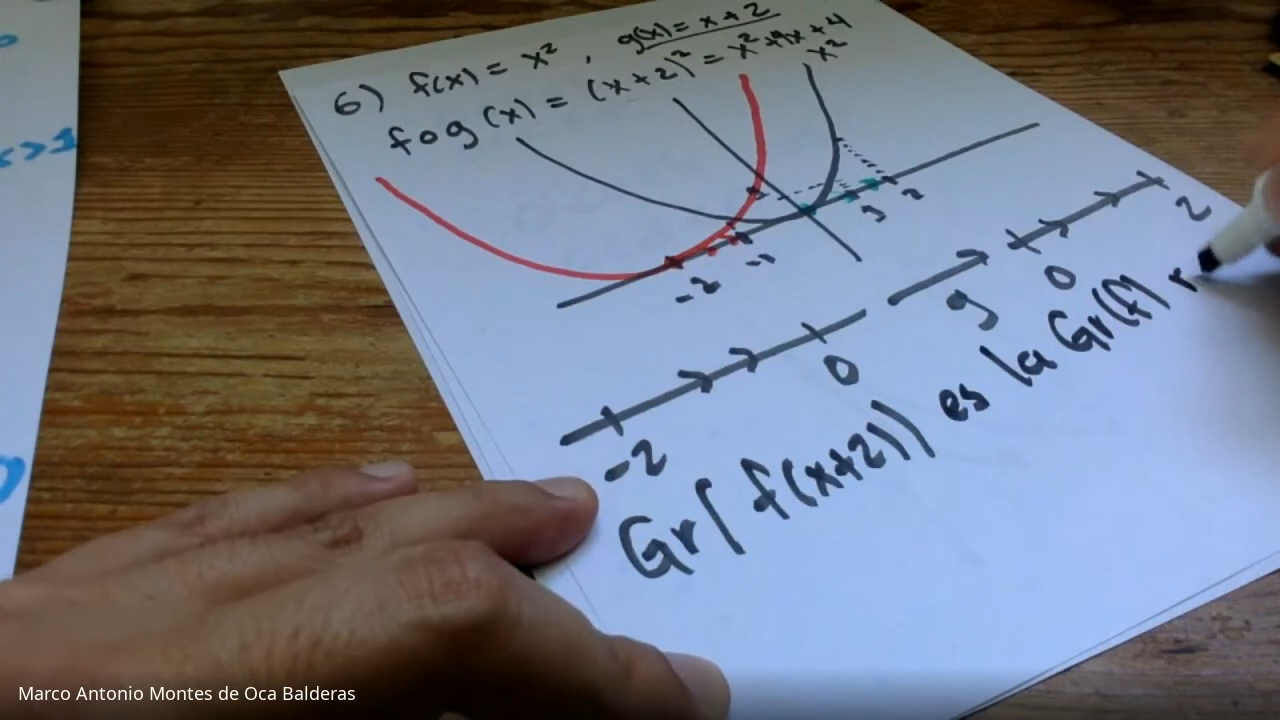 6) f(x) = x², g(x) = x+2
fog(x) = (x+2)² = x²+4x+4
x²
-2 -1 1 2
-2 0 g 0 2
Gr(f(x+2)) es la Gr(f) r
Marco Antonio Montes de Oca Balderas